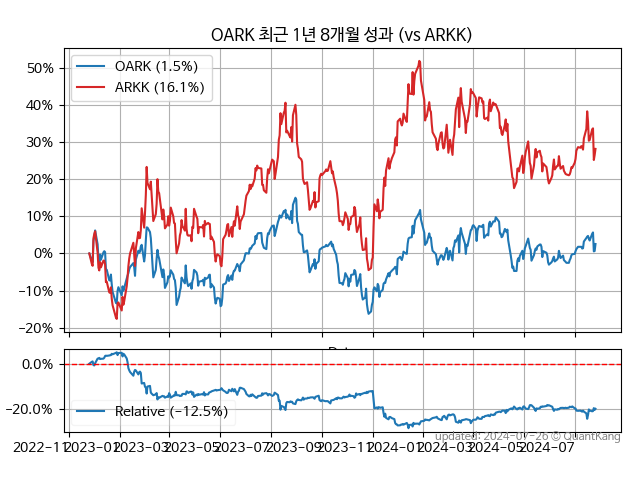 OARK 최근 1년 8개월 성과 (vs ARKK)
OARK (1.5%)
ARKK (16.1%)
50%
40%
30%
20%
10%
0%
−10%
−20%
0.0%
−20.0%
Relative (−12.5%)
2022−11 2023−01 2023−03 2023−05 2023−07 2023−09 2023−11 2024−01 2024−03 2024−05 2024−07
updated: 2024−07−26 © QuantKang